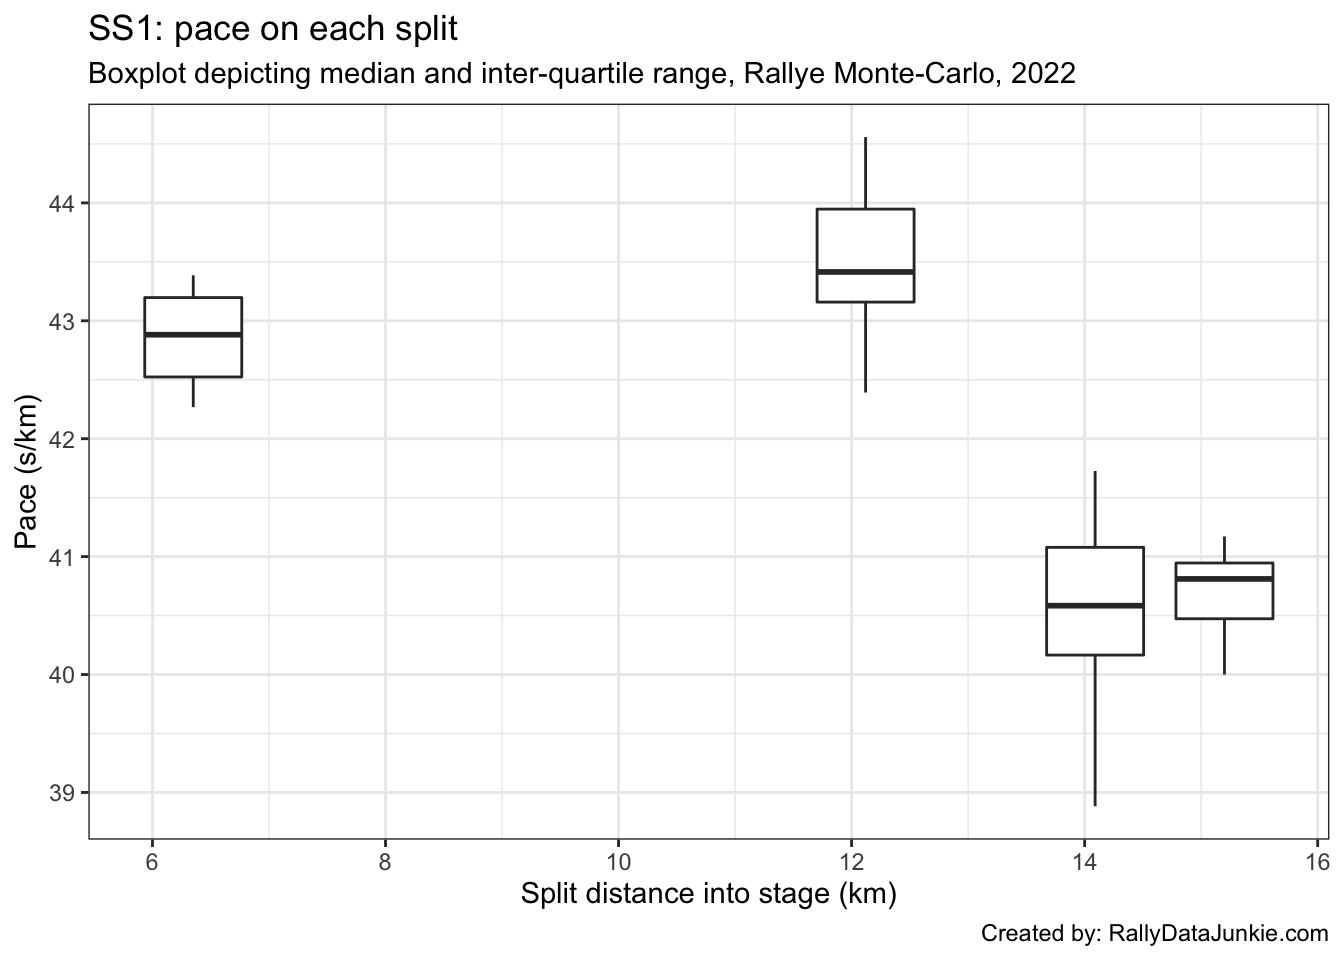 SS1: pace on each split
Boxplot depicting median and inter-quartile range, Rallye Monte-Carlo, 2022
44
43
42
41
40
39
Pace (s/km)
6 8 10 12 14 16
Split distance into stage (km)
Created by: RallyDataJunkie.com